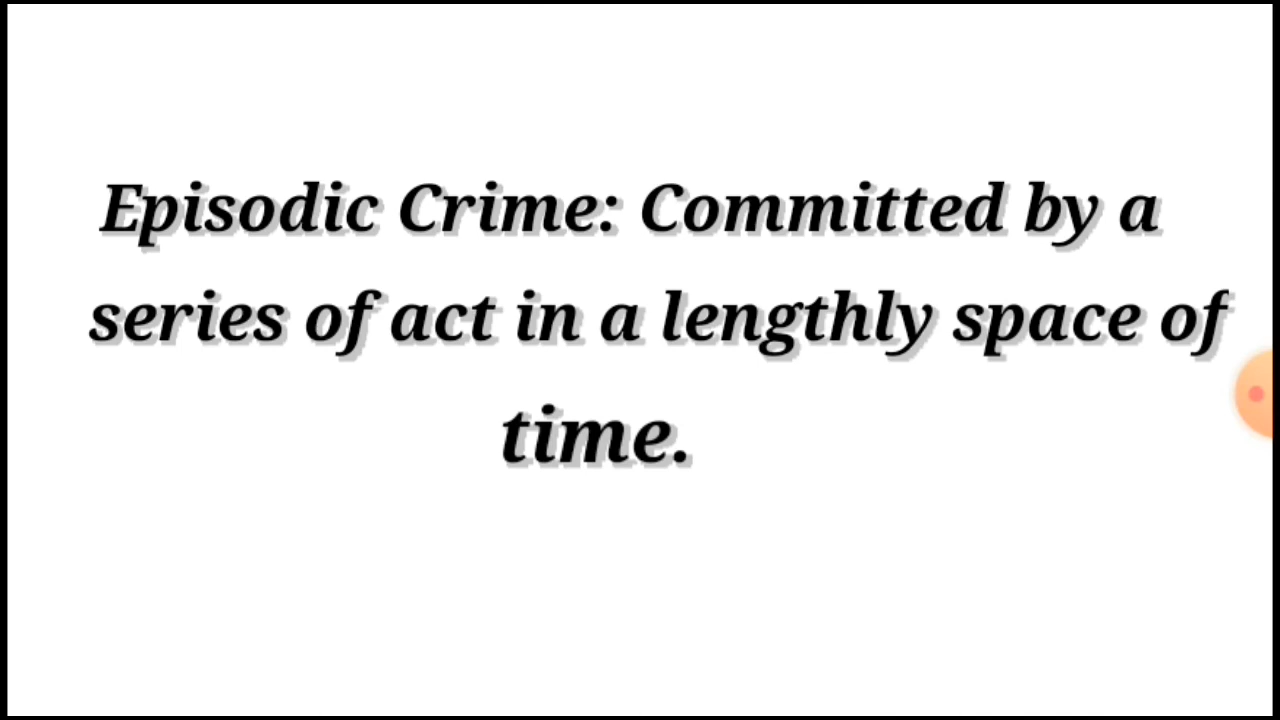 Episodic Crime: Committed by a
series of act in a lengthly space of
time.